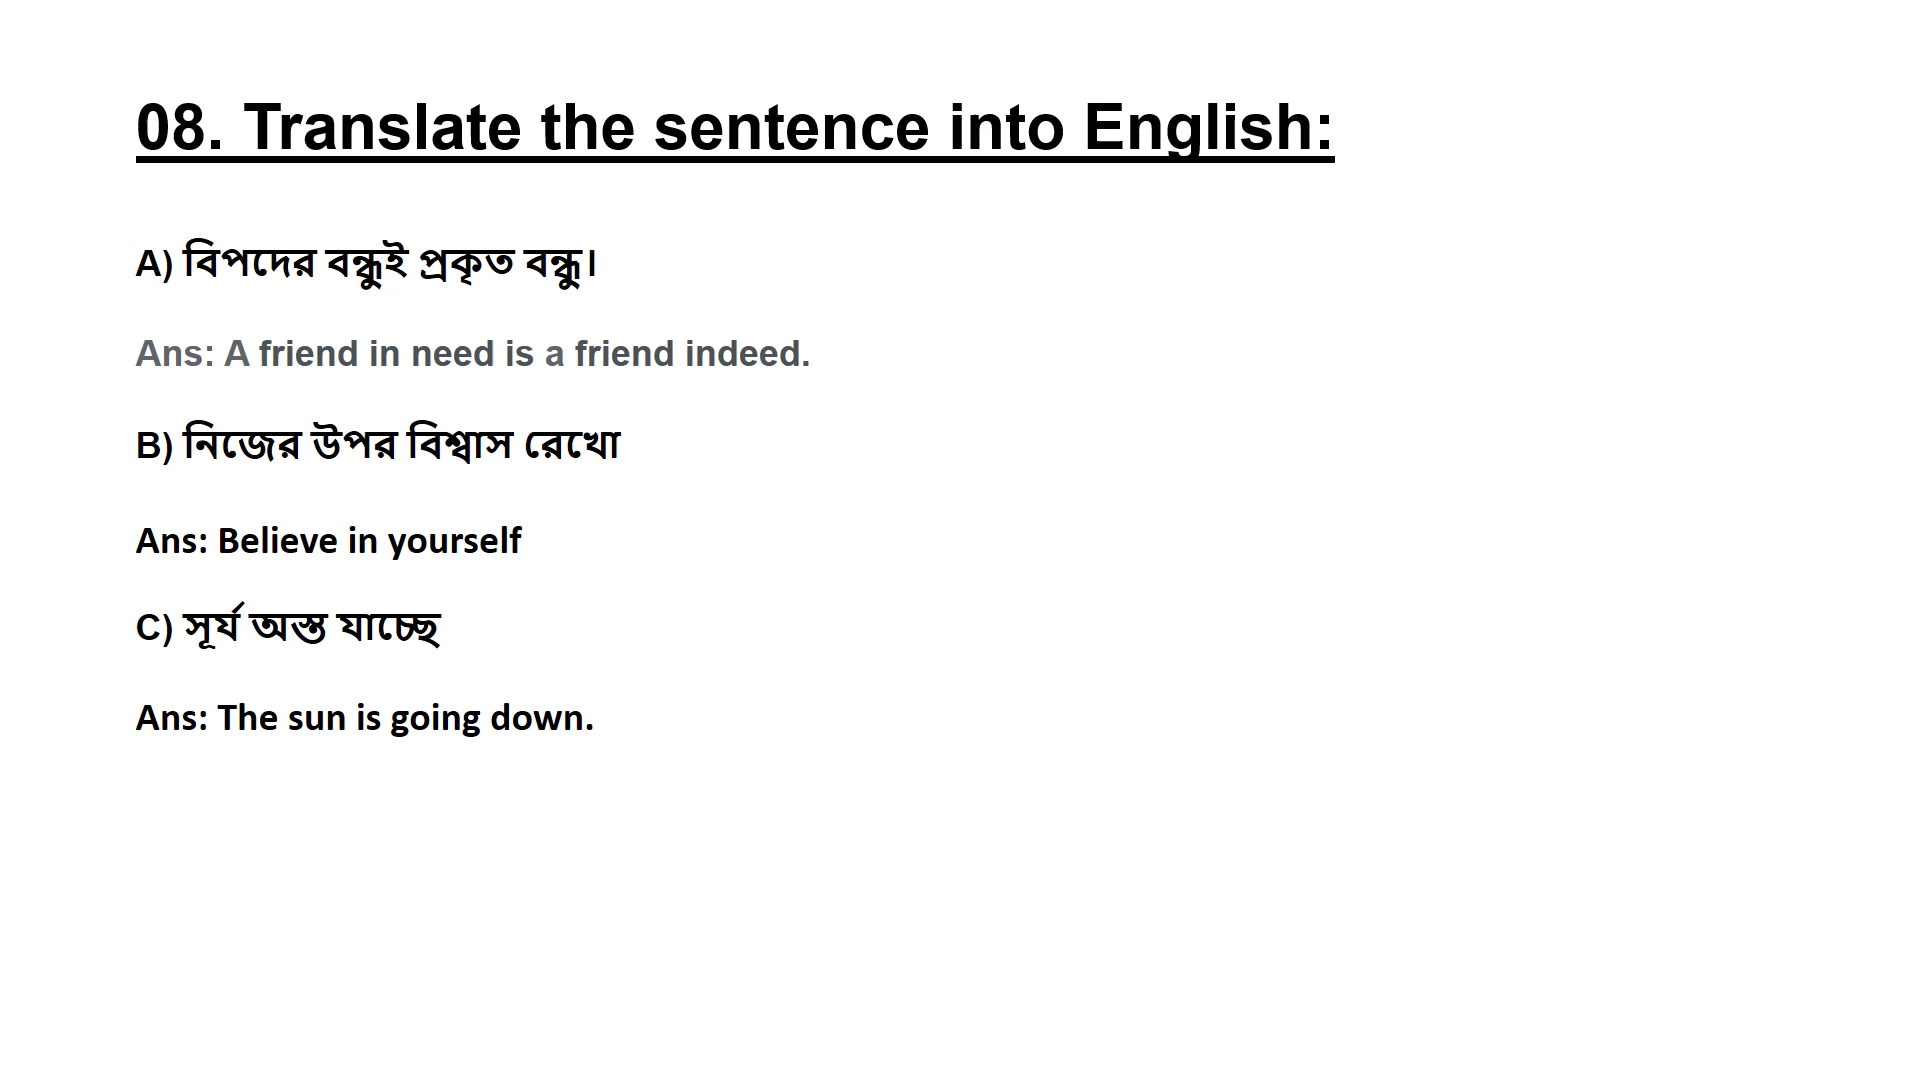 08. Translate the sentence into English:
A) বিপদের বন্ধুই প্রকৃত বন্ধু।
Ans: A friend in need is a friend indeed.
B) নিজের উপর বিশ্বাস রেখো
Ans: Believe in yourself
C) সূর্য অস্ত যাচ্ছে
Ans: The sun is going down.